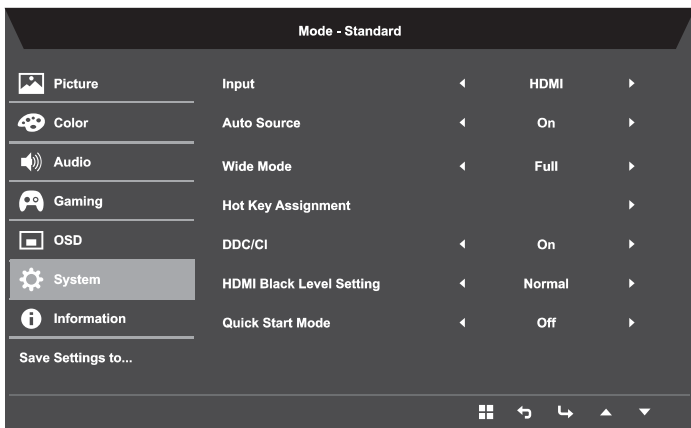 Mode - Standard
Picture
Color
Audio
Gaming
OSD
System
Information
Save Settings to...
Input HDMI
Auto Source On
Wide Mode Full
Hot Key Assignment
DDC/CI On
HDMI Black Level Setting Normal
Quick Start Mode Off